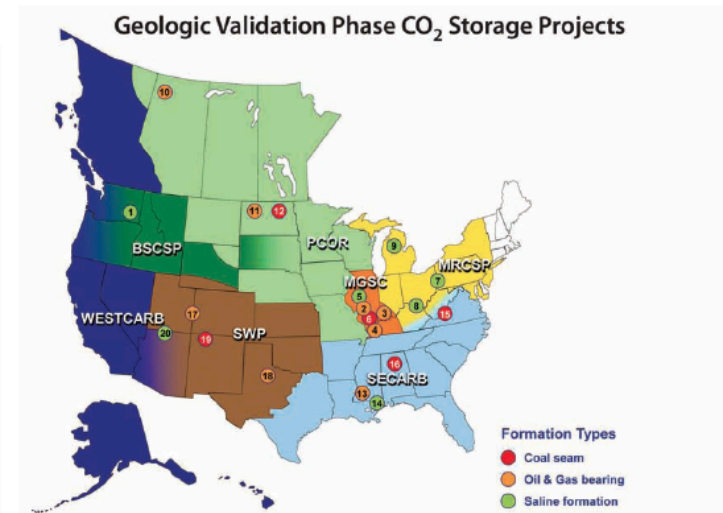 Geologic Validation Phase CO2 Storage Projects
10
1
11
12
BSCSP
PCOR
9
MRCSP
7
MGSC
5
2
3
8
6
4
15
WESTCARB
17
20
19
SWP
18
16
SECARB
13
14
Formation Types
Coal seam
Oil & Gas bearing
Saline formation